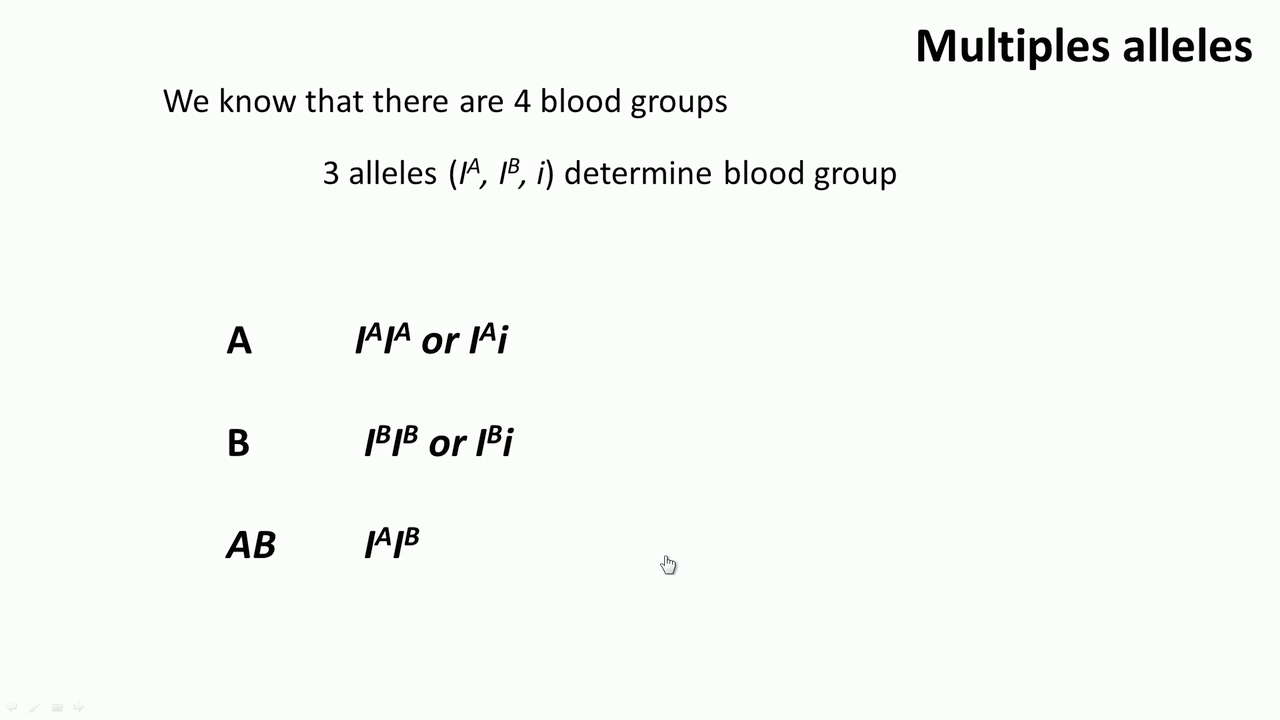 Multiples alleles
We know that there are 4 blood groups
3 alleles (Iᴬ, Iᴮ, i) determine blood group
A IᴬIᴬ or Iᴬi
B IᴮIᴮ or Iᴮi
AB IᴬIᴮ